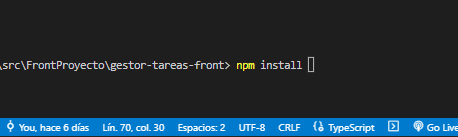 \src\FrontProyecto\gestor-tareas-front> npm install
You, hace 6 días Lín. 70, col. 30 Espacios: 2 UTF-8 CRLF TypeScript Go Live